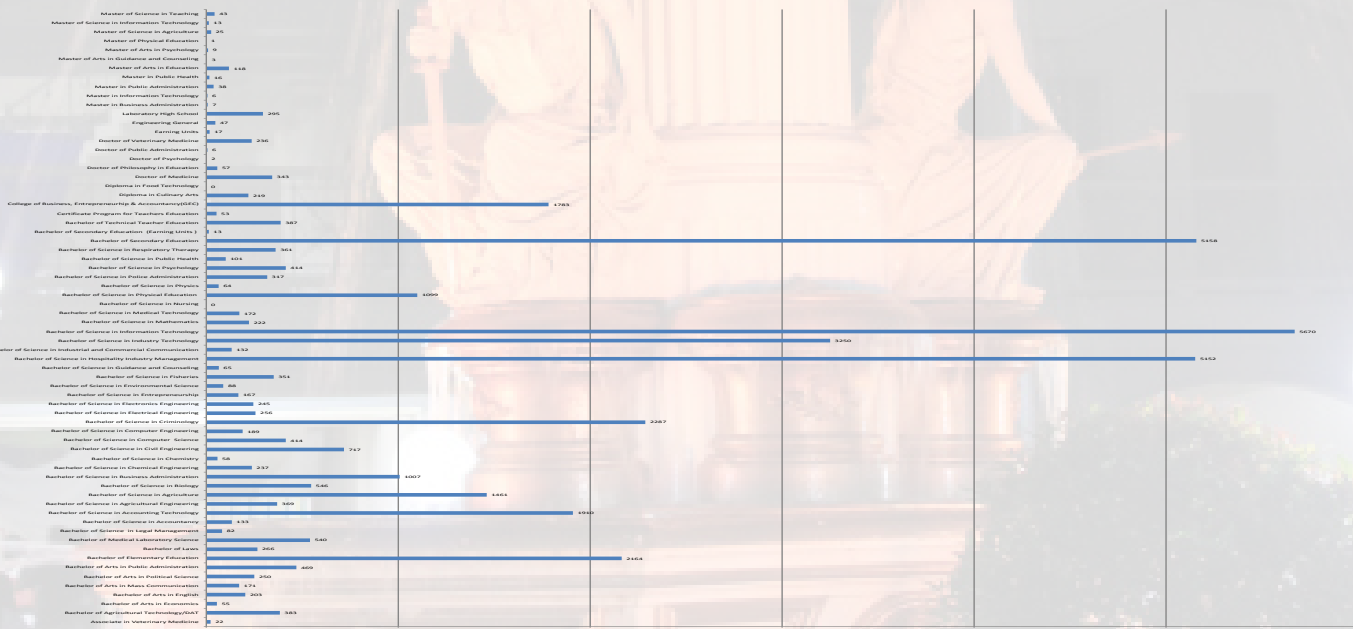 Master of Science in Teaching 43
Master of Science in Information Technology 13
Master of Science in Agriculture 25
Master of Physical Education 1
Master of Arts in Psychology 9
Master of Arts in Guidance and Counseling 3
Master of Arts in Education 118
Master in Public Health 16
Master in Public Administration 38
Master in Information Technology 6
Master in Business Administration 7
Laboratory High School 295
Engineering General 47
Earning Units 17
Doctor of Veterinary Medicine 236
Doctor of Public Administration 6
Doctor of Psychology 2
Doctor of Philosophy in Education 57
Doctor of Medicine 343
Diploma in Food Technology 0
Diploma in Culinary Arts 219
College of Business, Entrepreneurship & Accountancy(GEC) 1783
Certificate Program for Teachers Education 53
Bachelor of Technical Teacher Education 387
Bachelor of Secondary Education (Earning Units ) 13
Bachelor of Secondary Education 5158
Bachelor of Science in Respiratory Therapy 361
Bachelor of Science in Public Health 101
Bachelor of Science in Psychology 414
Bachelor of Science in Police Administration 317
Bachelor of Science in Physics 64
Bachelor of Science in Physical Education 1099
Bachelor of Science in Nursing 0
Bachelor of Science in Medical Technology 172
Bachelor of Science in Mathematics 222
Bachelor of Science in Information Technology 5670
Bachelor of Science in Industry Technology 3250
elor of Science in Industrial and Commercial Communication 132
Bachelor of Science in Hospitality Industry Management 5152
Bachelor of Science in Guidance and Counseling 65
Bachelor of Science in Fisheries 351
Bachelor of Science in Environmental Science 88
Bachelor of Science in Entrepreneurship 167
Bachelor of Science in Electronics Engineering 245
Bachelor of Science in Electrical Engineering 256
Bachelor of Science in Criminology 2287
Bachelor of Science in Computer Engineering 189
Bachelor of Science in Computer Science 414
Bachelor of Science in Civil Engineering 717
Bachelor of Science in Chemistry 58
Bachelor of Science in Chemical Engineering 237
Bachelor of Science in Business Administration 1007
Bachelor of Science in Biology 546
Bachelor of Science in Agriculture 1461
Bachelor of Science in Agricultural Engineering 369
Bachelor of Science in Accounting Technology 1910
Bachelor of Science in Accountancy 133
Bachelor of Science in Legal Management 82
Bachelor of Medical Laboratory Science 540
Bachelor of Laws 266
Bachelor of Elementary Education 2164
Bachelor of Arts in Public Administration 469
Bachelor of Arts in Political Science 250
Bachelor of Arts in Mass Communication 171
Bachelor of Arts in English 203
Bachelor of Arts in Economics 55
Bachelor of Agricultural Technology/DAT 383
Associate in Veterinary Medicine 22